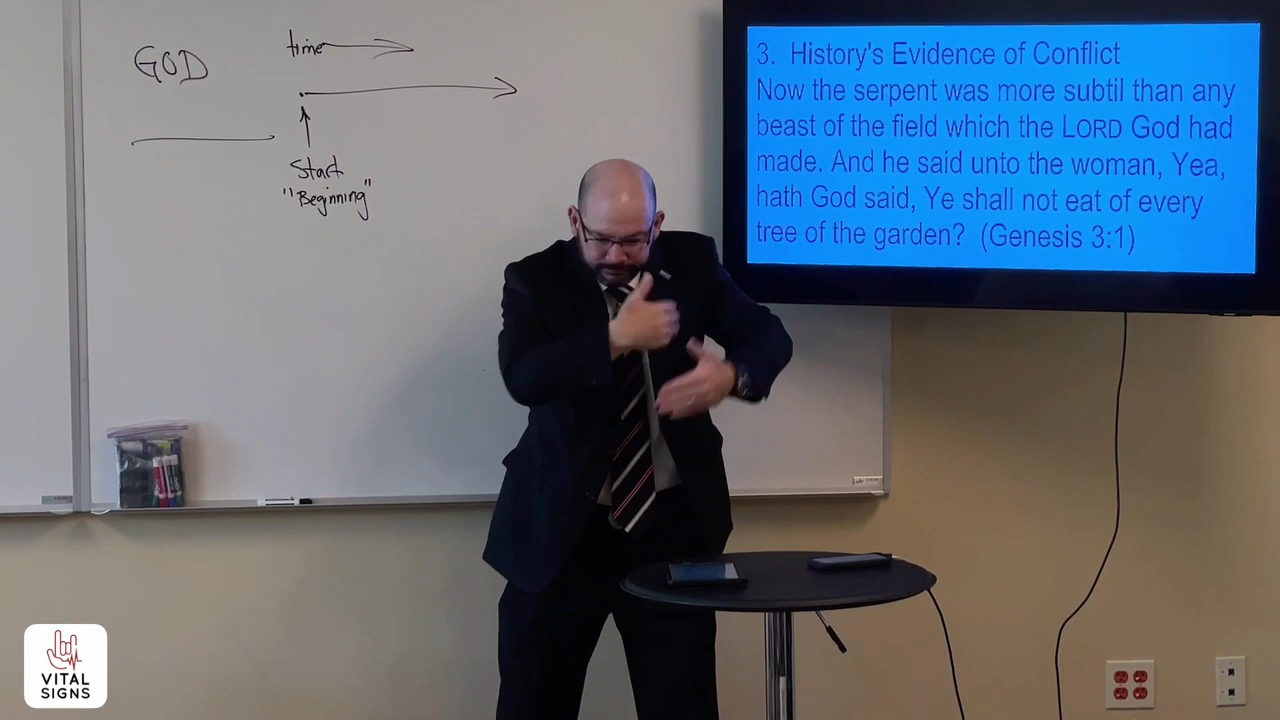 GOD
time
Start
"Beginning"
3. History's Evidence of Conflict
Now the serpent was more subtil than any
beast of the field which the LORD God had
made. And he said unto the woman, Yea,
hath God said, Ye shall not eat of every
tree of the garden? (Genesis 3:1)
VITAL
SIGNS